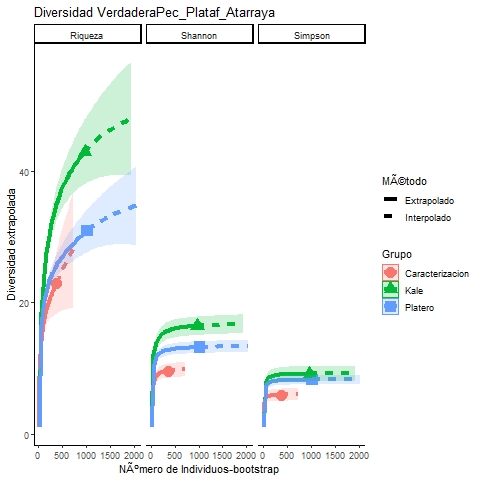 Diversidad VerdaderaPec_Plataf_Atarraya
Riqueza
Shannon
Simpson
Diversidad extrapolada
40
20
0
0 500 1000 1500 2000
0 500 1000 1500 2000
0 500 1000 1500 2000
NÃºmero de Individuos-bootstrap
MÃ©todo
Extrapolado
Interpolado
Grupo
Caracterizacion
Kale
Platero